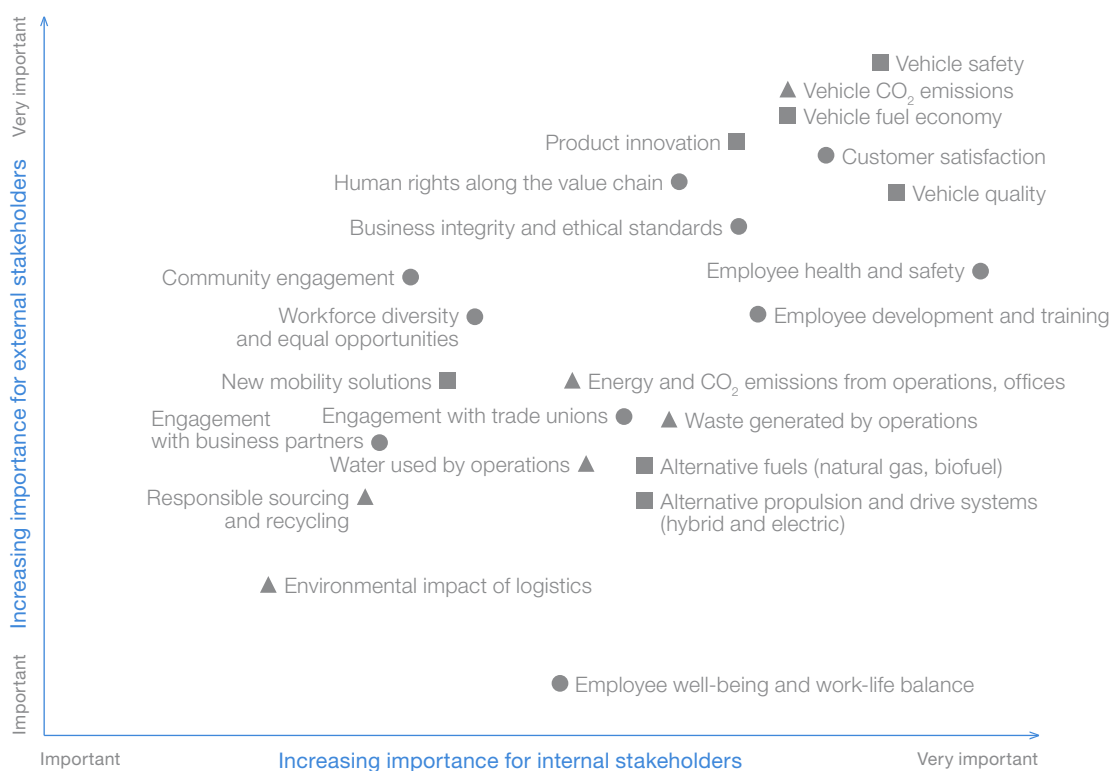 Very important
Increasing importance for external stakeholders
Important
Vehicle safety
Vehicle CO2 emissions
Vehicle fuel economy
Product innovation
Customer satisfaction
Human rights along the value chain
Vehicle quality
Business integrity and ethical standards
Community engagement
Employee health and safety
Workforce diversity
and equal opportunities
Employee development and training
New mobility solutions
Energy and CO2 emissions from operations, offices
Engagement
with business partners
Engagement with trade unions
Waste generated by operations
Water used by operations
Alternative fuels (natural gas, biofuel)
Responsible sourcing
and recycling
Alternative propulsion and drive systems
(hybrid and electric)
Environmental impact of logistics
Employee well-being and work-life balance
Important
Increasing importance for internal stakeholders
Very important